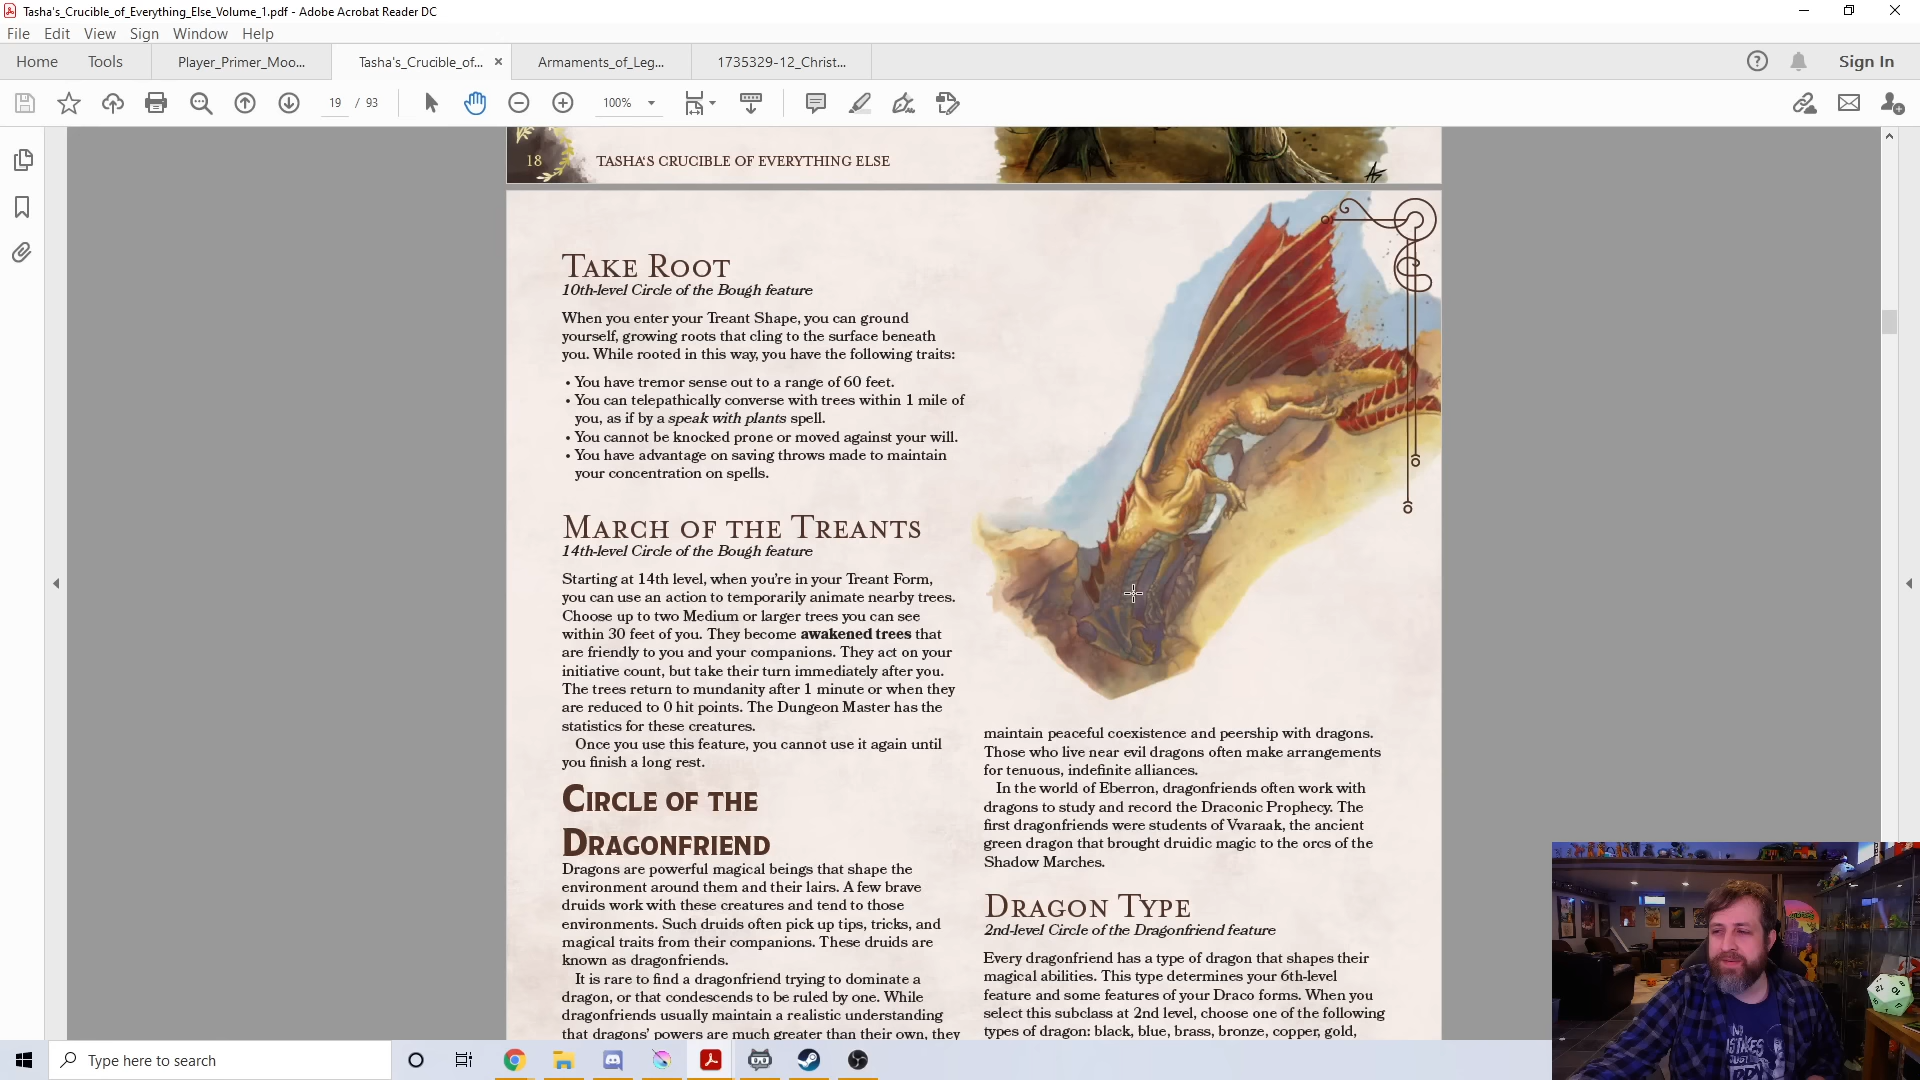 Tasha's_Crucible_of_Everything_Else_Volume_1.pdf - Adobe Acrobat Reader DC
File Edit View Sign Window Help
Home Tools Player_Primer_Moo... Tasha's_Crucible_of... Armaments_of_Leg... 1735329-12_Christ... Sign In
19 / 93 100%
18 TASHA'S CRUCIBLE OF EVERYTHING ELSE
TAKE ROOT
10th-level Circle of the Bough feature
When you enter your Treant Shape, you can ground
yourself, growing roots that cling to the surface beneath
you. While rooted in this way, you have the following traits:
• You have tremor sense out to a range of 60 feet.
• You can telepathically converse with trees within 1 mile of
you, as if by a speak with plants spell.
• You cannot be knocked prone or moved against your will.
• You have advantage on saving throws made to maintain
your concentration on spells.
MARCH OF THE TREANTS
14th-level Circle of the Bough feature
Starting at 14th level, when you're in your Treant Form,
you can use an action to temporarily animate nearby trees.
Choose up to two Medium or larger trees you can see
within 30 feet of you. They become awakened trees that
are friendly to you and your companions. They act on your
initiative count, but take their turn immediately after you.
The trees return to mundanity after 1 minute or when they
are reduced to 0 hit points. The Dungeon Master has the
statistics for these creatures.
Once you use this feature, you cannot use it again until
you finish a long rest.
CIRCLE OF THE
DRAGONFRIEND
Dragons are powerful magical beings that shape the
environment around them and their lairs. A few brave
druids work with these creatures and tend to those
environments. Such druids often pick up tips, tricks, and
magical traits from their companions. These druids are
known as dragonfriends.
It is rare to find a dragonfriend trying to dominate a
dragon, or that condescends to be ruled by one. While
dragonfriends usually maintain a realistic understanding
that dragons' powers are much greater than their own, they
maintain peaceful coexistence and peership with dragons.
Those who live near evil dragons often make arrangements
for tenuous, indefinite alliances.
In the world of Eberron, dragonfriends often work with
dragons to study and record the Draconic Prophecy. The
first dragonfriends were students of Vvaraak, the ancient
green dragon that brought druidic magic to the orcs of the
Shadow Marches.
DRAGON TYPE
2nd-level Circle of the Dragonfriend feature
Every dragonfriend has a type of dragon that shapes their
magical abilities. This type determines your 6th-level
feature and some features of your Draco forms. When you
select this subclass at 2nd level, choose one of the following
types of dragon: black, blue, brass, bronze, copper, gold,
Type here to search